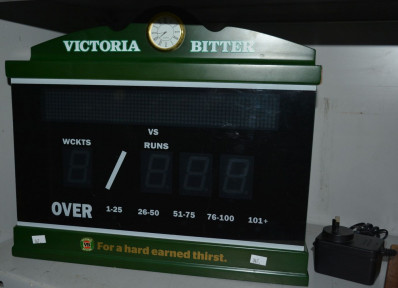 VICTORIA BITTER
VS
WCKTS RUNS
/
OVER 1-25 26-50 51-75 76-100 101+
For a hard earned thirst.